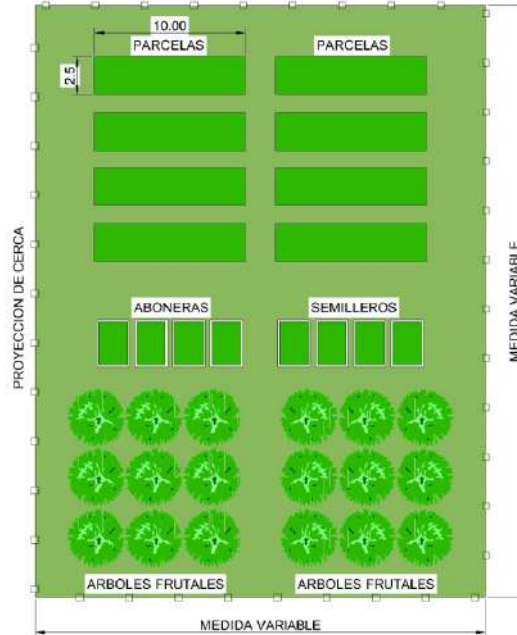 10.00
PARCELAS
PARCELAS
2.5
PROYECCION DE CERCA
MEDIDA VARIABLE
ABONERAS
SEMILLEROS
ARBOLES FRUTALES
ARBOLES FRUTALES
MEDIDA VARIABLE